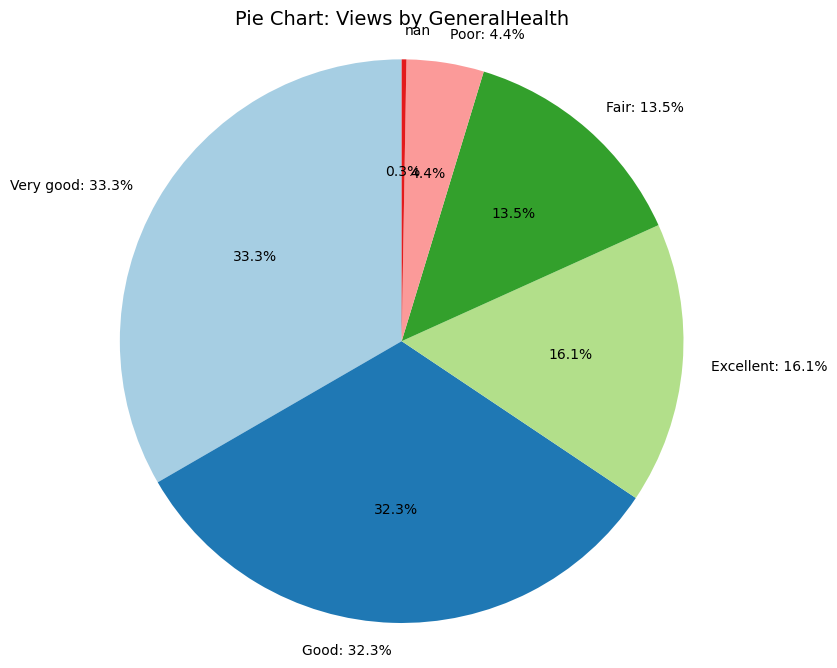 Pie Chart: Views by GeneralHealth
nan
Poor: 4.4%
Fair: 13.5%
0.3%
4.4%
Very good: 33.3%
13.5%
33.3%
16.1%
Excellent: 16.1%
32.3%
Good: 32.3%